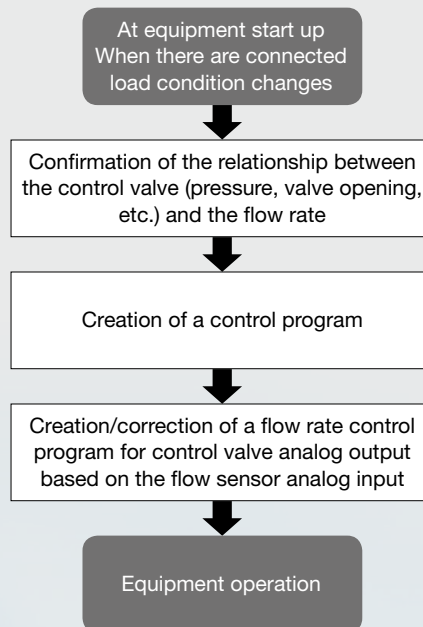 At equipment start up
When there are connected
load condition changes
Confirmation of the relationship between
the control valve (pressure, valve opening,
etc.) and the flow rate
Creation of a control program
Creation/correction of a flow rate control
program for control valve analog output
based on the flow sensor analog input
Equipment operation